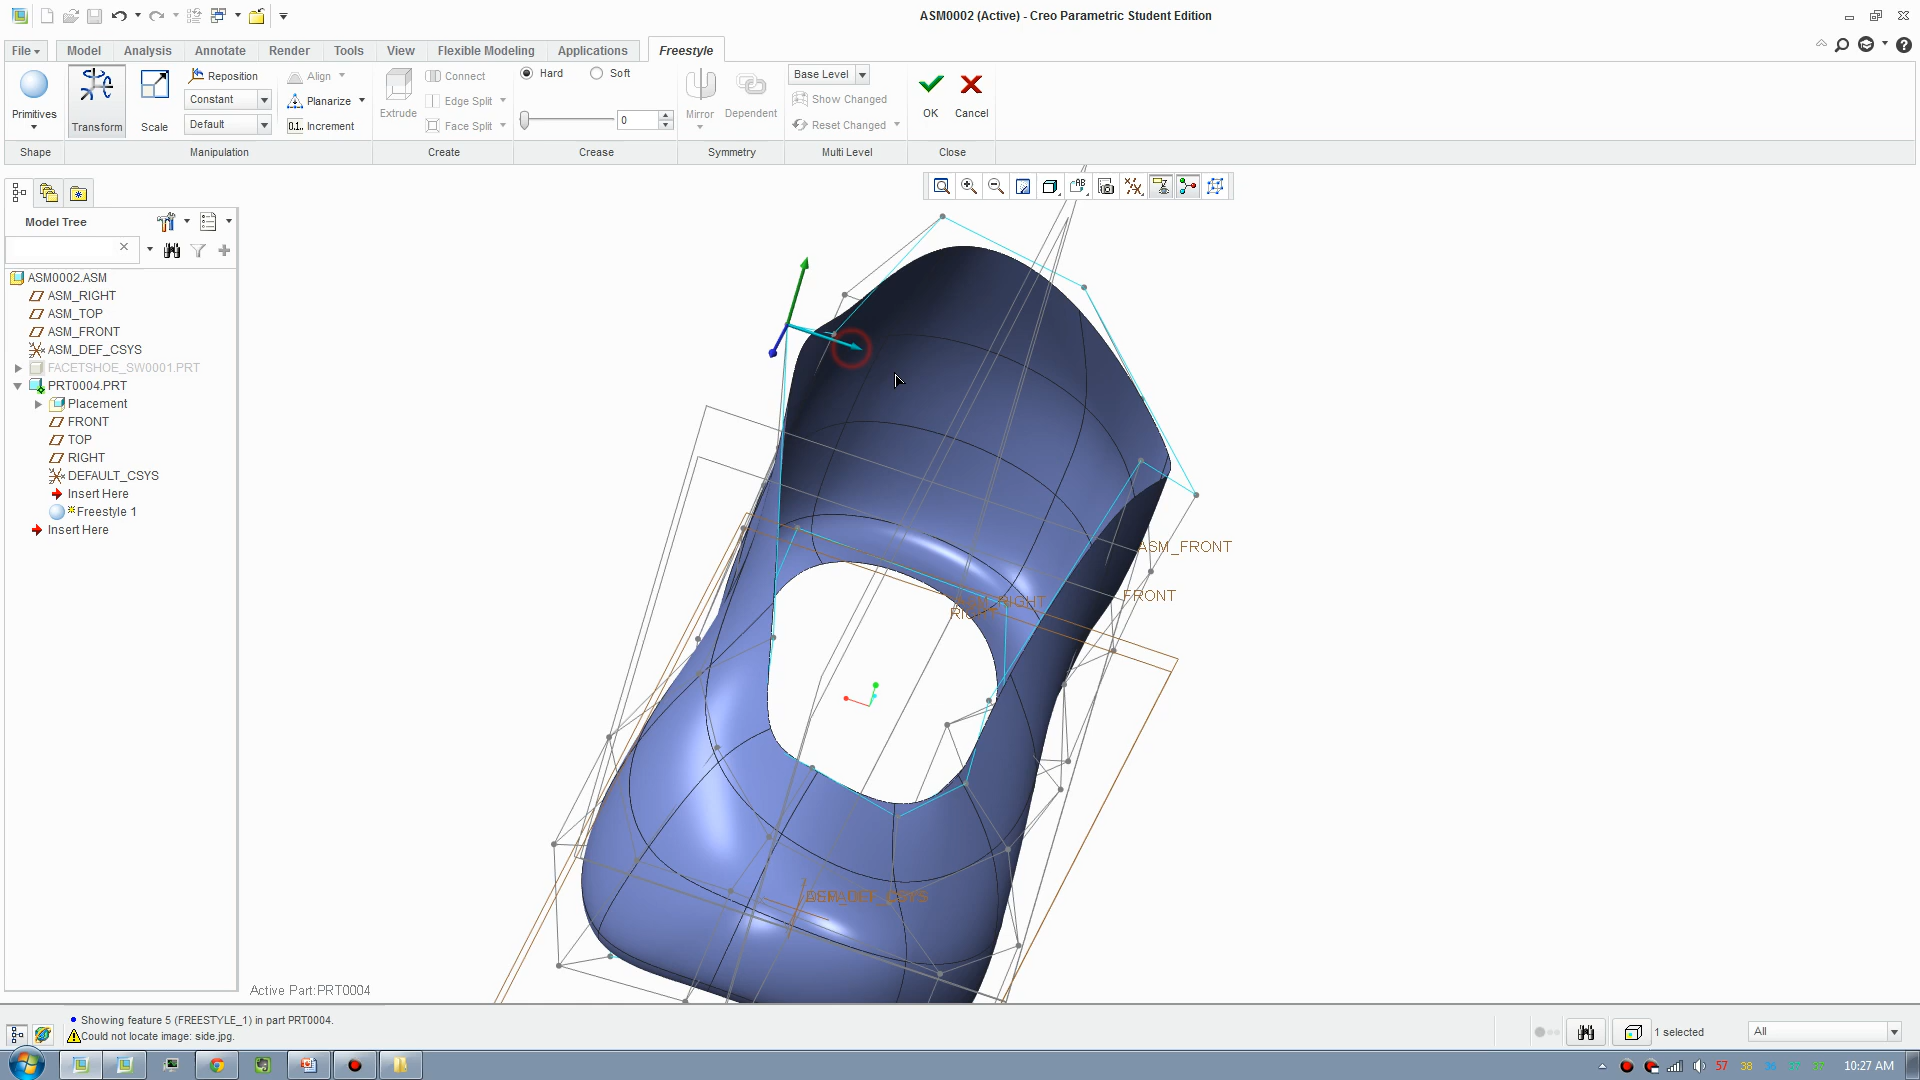 ASM0002 (Active) - Creo Parametric Student Edition
File Model Analysis Annotate Render Tools View Flexible Modeling Applications Freestyle
Primitives Transform Scale Reposition Constant Default Align Planarize Increment Extrude Connect Edge Split Face Split Hard Soft 0 Mirror Dependent Base Level Show Changed Reset Changed OK Cancel
Shape Manipulation Create Crease Symmetry Multi Level Close
Model Tree
ASM0002.ASM
ASM_RIGHT
ASM_TOP
ASM_FRONT
ASM_DEF_CSYS
FACETSHOE_SW0001.PRT
PRT0004.PRT
Placement
FRONT
TOP
RIGHT
DEFAULT_CSYS
Insert Here
Freestyle 1
Insert Here
ASM_FRONT
FRONT
ASM_RIGHT
RIGHT
Active Part:PRT0004
Showing feature 5 (FREESTYLE_1) in part PRT0004.
Could not locate image: side.jpg.
1 selected
All
57 38
10:27 AM